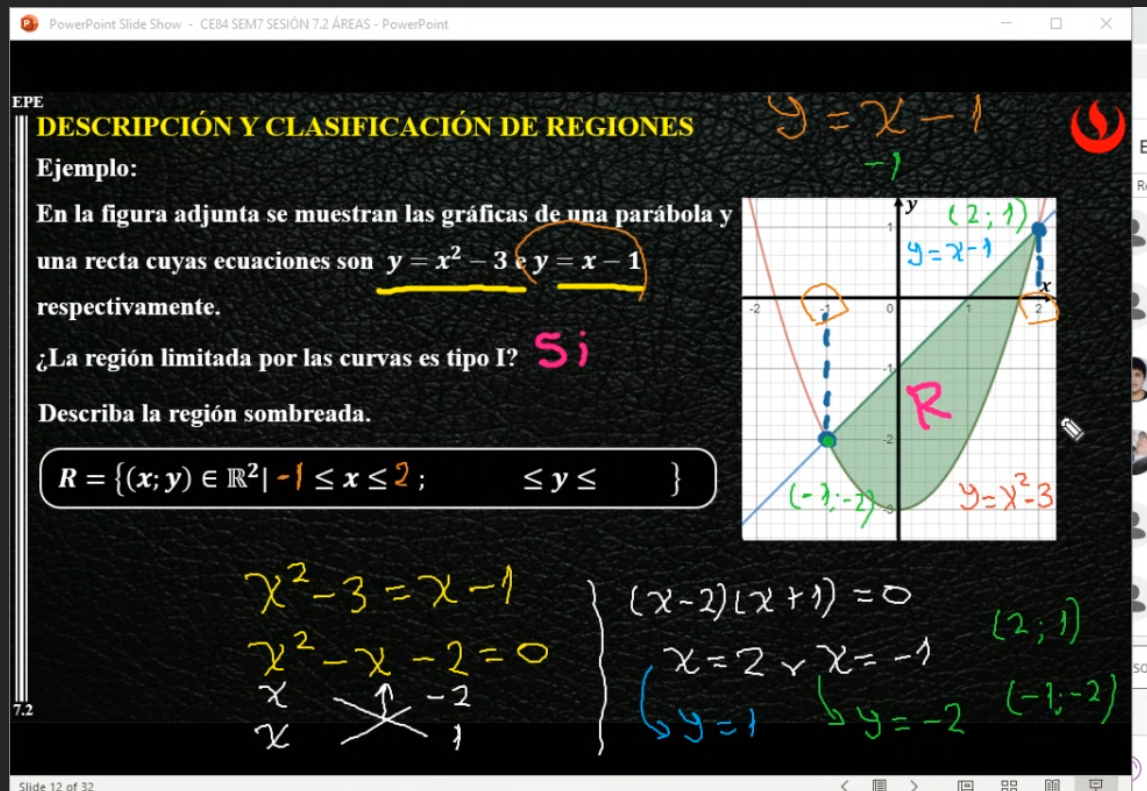 PowerPoint Slide Show - CE84 SEM7 SESIÓN 7.2 ÁREAS - PowerPoint
EPE
DESCRIPCIÓN Y CLASIFICACIÓN DE REGIONES
y = x - 1
-1
Ejemplo:
En la figura adjunta se muestran las gráficas de una parábola y
una recta cuyas ecuaciones son y = x² − 3 e y = x − 1
respectivamente.
¿La región limitada por las curvas es tipo I? Si
Describa la región sombreada.
R = {(x; y) ∈ ℝ²| -1 ≤ x ≤ 2 ; ≤ y ≤ }
y
(2; 1)
1
y = x-1
x
-2 -1 0 1 2
-1
R
-2
(-1; -2)
-3
y = x²-3
x² - 3 = x - 1
x² - x - 2 = 0
x -2
x 1
(x-2)(x+1) = 0
x = 2 v x = -1
y = 1 y = -2
(2; 1)
(-1; -2)
7.2
Slide 12 of 32